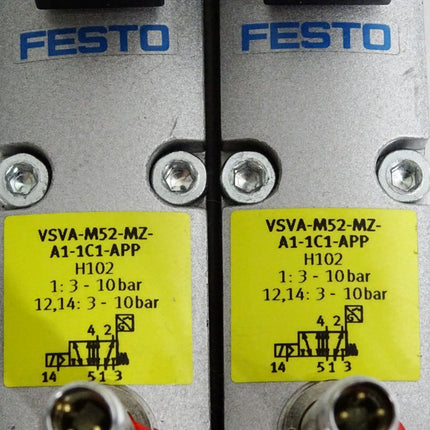 FESTO
VSVA-M52-MZ-
A1-1C1-APP
H102
1: 3 - 10 bar
12,14: 3 - 10 bar
4 2
14 5 1 3
FESTO
VSVA-M52-MZ-
A1-1C1-APP
H102
1: 3 - 10 bar
12,14: 3 - 10 bar
4 2
14 5 1 3